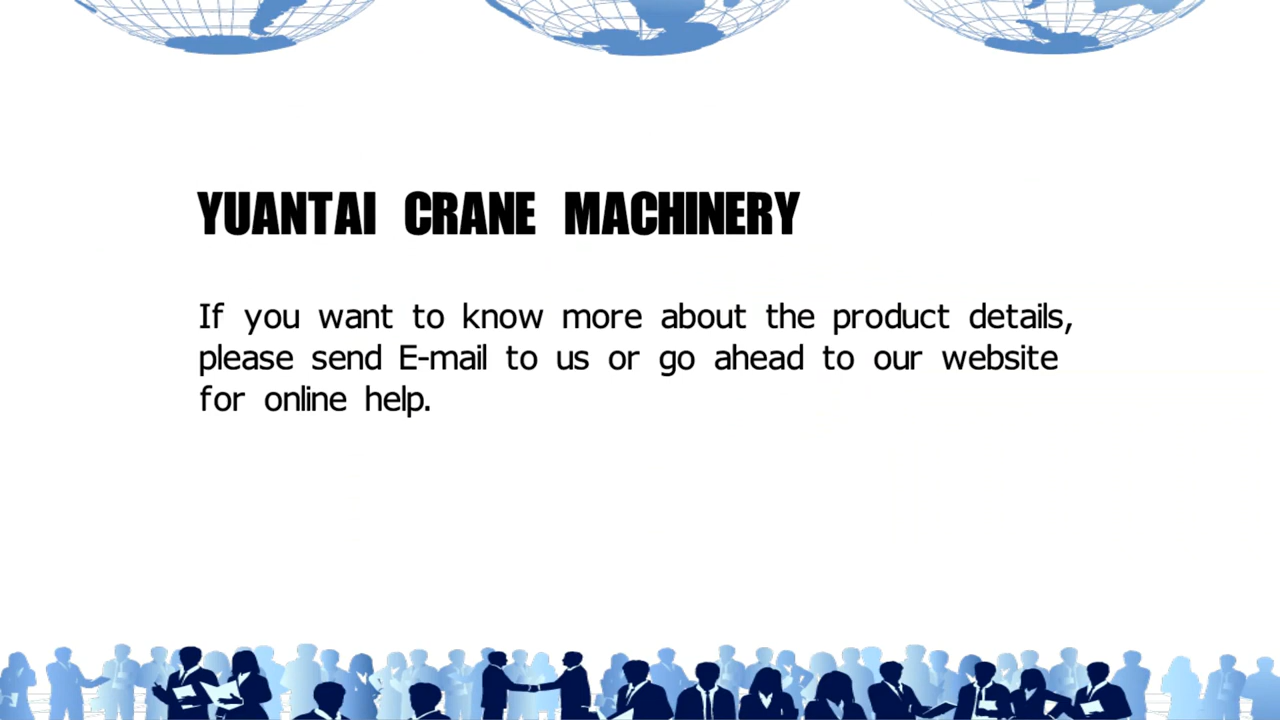 YUANTAI CRANE MACHINERY
If you want to know more about the product details,
please send E-mail to us or go ahead to our website
for online help.